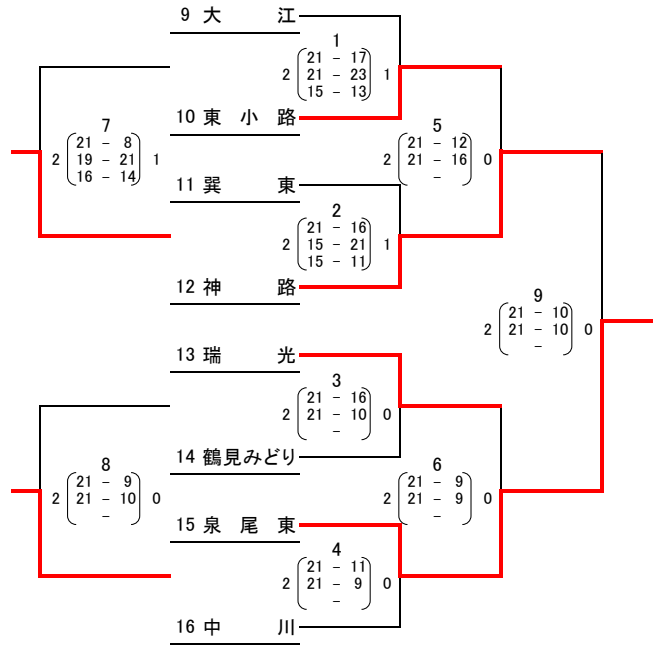 9 大 江
1
2 21 - 17 1
21 - 23
15 - 13
10 東 小 路
7
2 21 - 8 1
19 - 21
16 - 14
5
2 21 - 12 0
21 - 16
-
11 巽 東
2
2 21 - 16 1
15 - 21
15 - 11
12 神 路
9
2 21 - 10 0
21 - 10
-
13 瑞 光
3
2 21 - 16 0
21 - 10
-
14 鶴見みどり
8
2 21 - 9 0
21 - 10
-
6
2 21 - 9 0
21 - 9
-
15 泉 尾 東
4
2 21 - 11 0
21 - 9
-
16 中 川